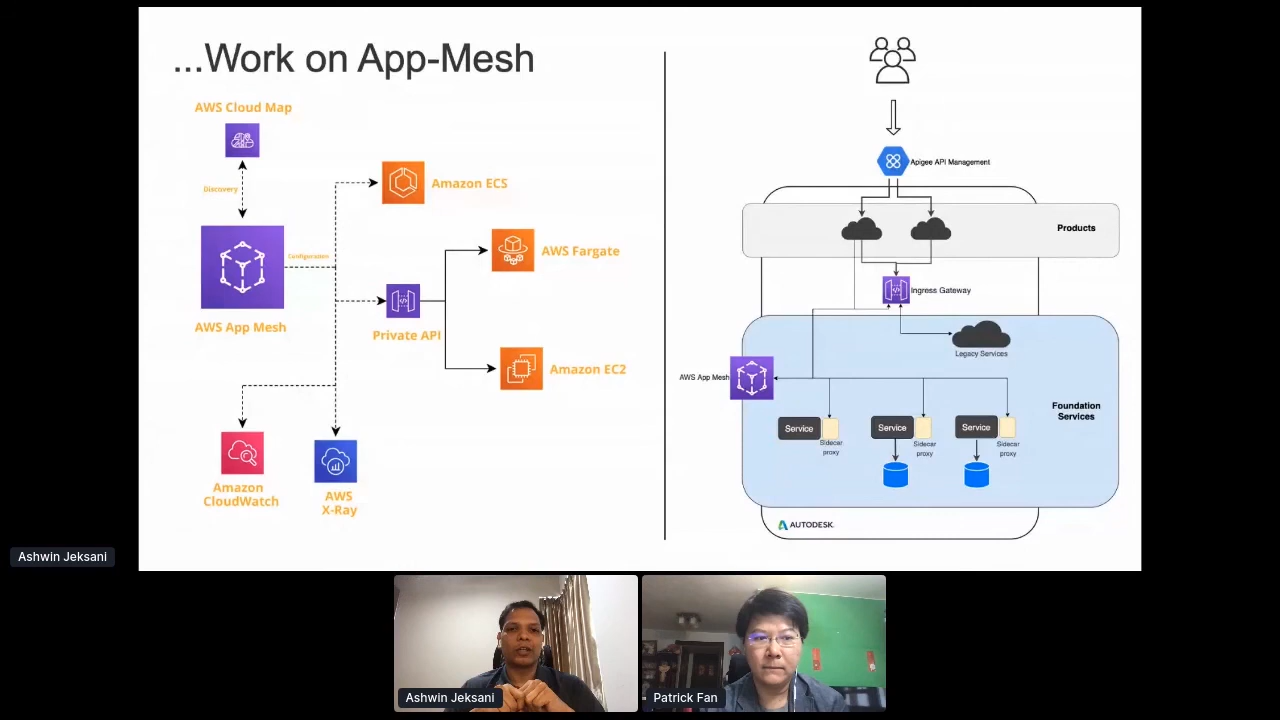 ...Work on App-Mesh
AWS Cloud Map
Discovery
Configuration
AWS App Mesh
Amazon ECS
AWS Fargate
Private API
Amazon EC2
Amazon
CloudWatch
AWS
X-Ray
Apigee API Management
Products
Ingress Gateway
Legacy Services
AWS App Mesh
Foundation
Services
Service
Sidecar
proxy
Service
Sidecar
proxy
Service
Sidecar
proxy
AUTODESK
Ashwin Jeksani
Ashwin Jeksani
Patrick Fan